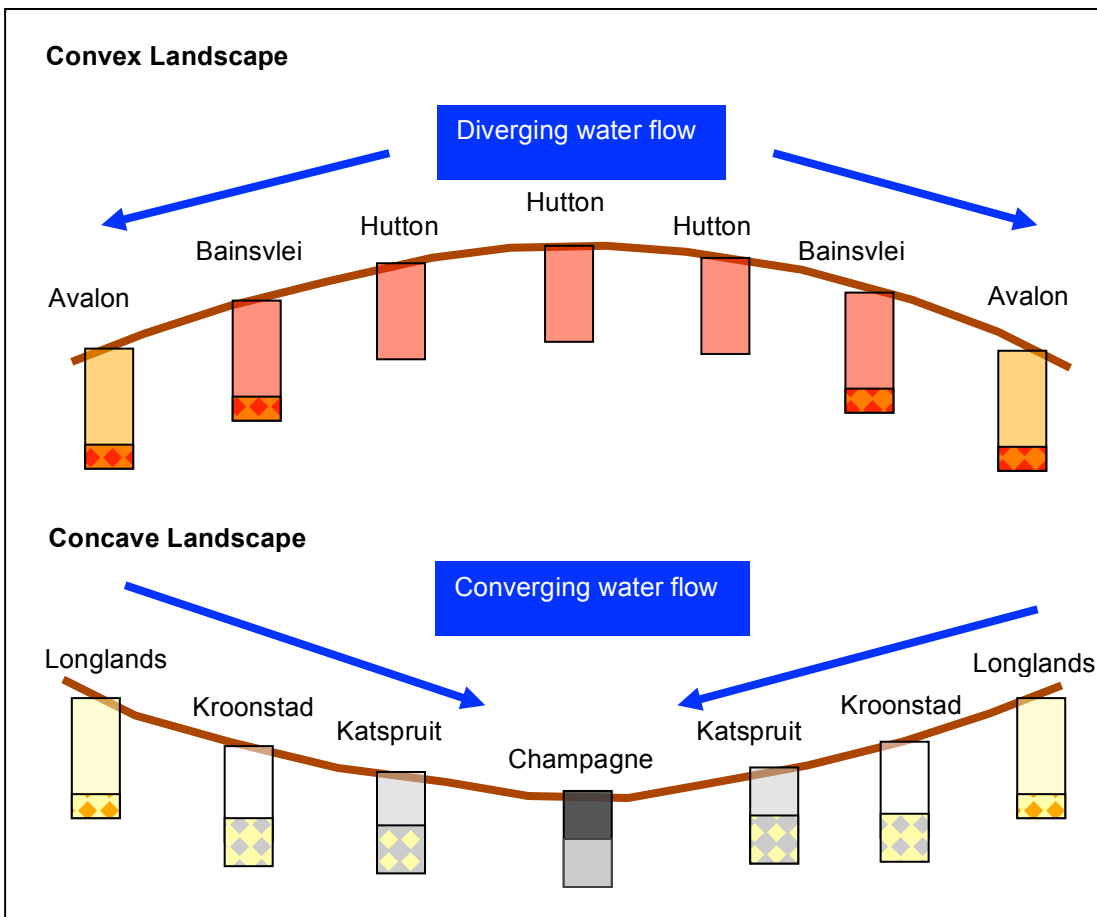 Convex Landscape
Diverging water flow
Hutton
Hutton
Hutton
Bainsvlei
Bainsvlei
Avalon
Avalon
Concave Landscape
Converging water flow
Longlands
Longlands
Kroonstad
Kroonstad
Katspruit
Katspruit
Champagne